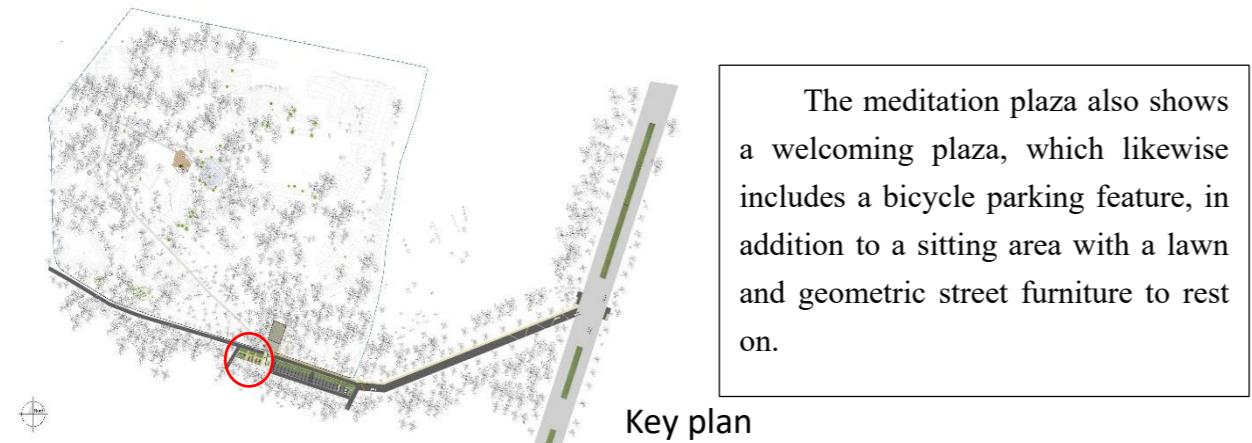 The meditation plaza also shows
a welcoming plaza, which likewise
includes a bicycle parking feature, in
addition to a sitting area with a lawn
and geometric street furniture to rest
on.
Key plan